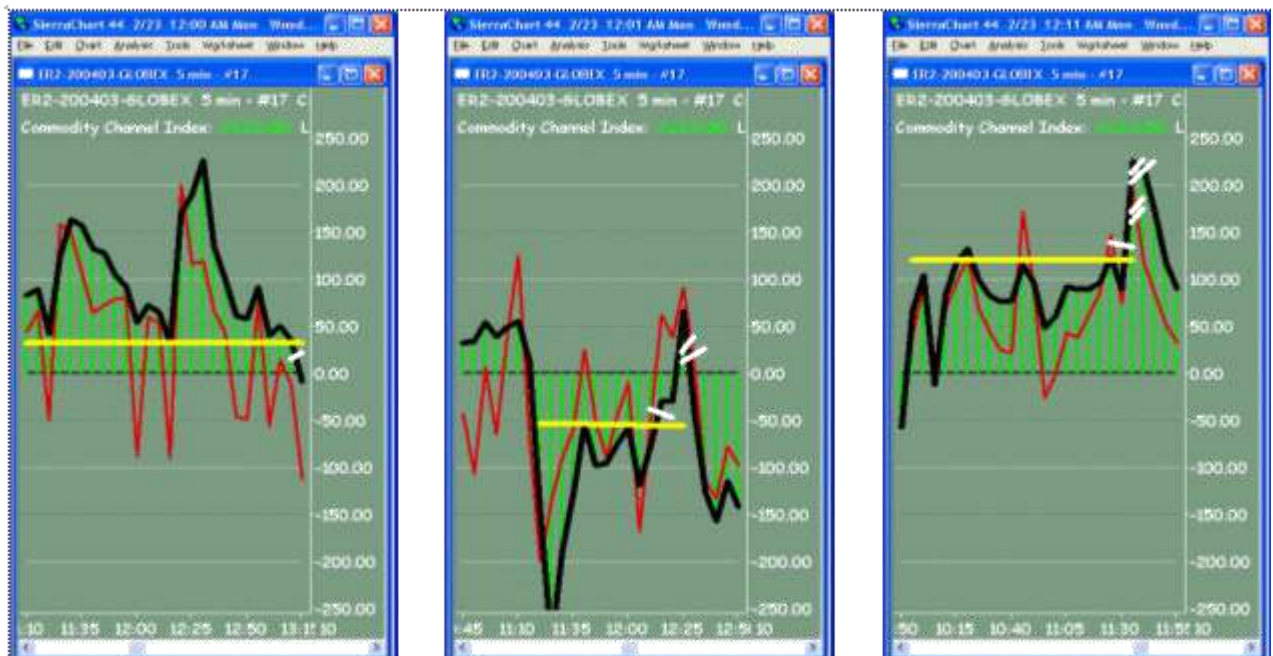 SierraChart 44 2/23 12:00 AM Mon
File Edit Chart Analysis Tools Worksheet Window Help
ER2-200403-GLOBEX 5 min - #17
ER2-200403-GLOBEX 5 min - #17 C
Commodity Channel Index: L
250.00
200.00
150.00
100.00
50.00
0.00
-50.00
-100.00
-150.00
-200.00
-250.00
:10 11:35 12:00 12:25 12:50 13:15 10
SierraChart 44 2/23 12:01 AM Mon
File Edit Chart Analysis Tools Worksheet Window Help
ER2-200403-GLOBEX 5 min - #17
ER2-200403-GLOBEX 5 min - #17 C
Commodity Channel Index: L
250.00
200.00
150.00
100.00
50.00
0.00
-50.00
-100.00
-150.00
-200.00
-250.00
:45 11:10 11:35 12:00 12:25 10
SierraChart 44 2/23 12:11 AM Mon
File Edit Chart Analysis Tools Worksheet Window Help
ER2-200403-GLOBEX 5 min - #17
ER2-200403-GLOBEX 5 min - #17 C
Commodity Channel Index: L
250.00
200.00
150.00
100.00
50.00
0.00
-50.00
-100.00
-150.00
-200.00
-250.00
:50 10:15 10:40 11:05 11:30 10